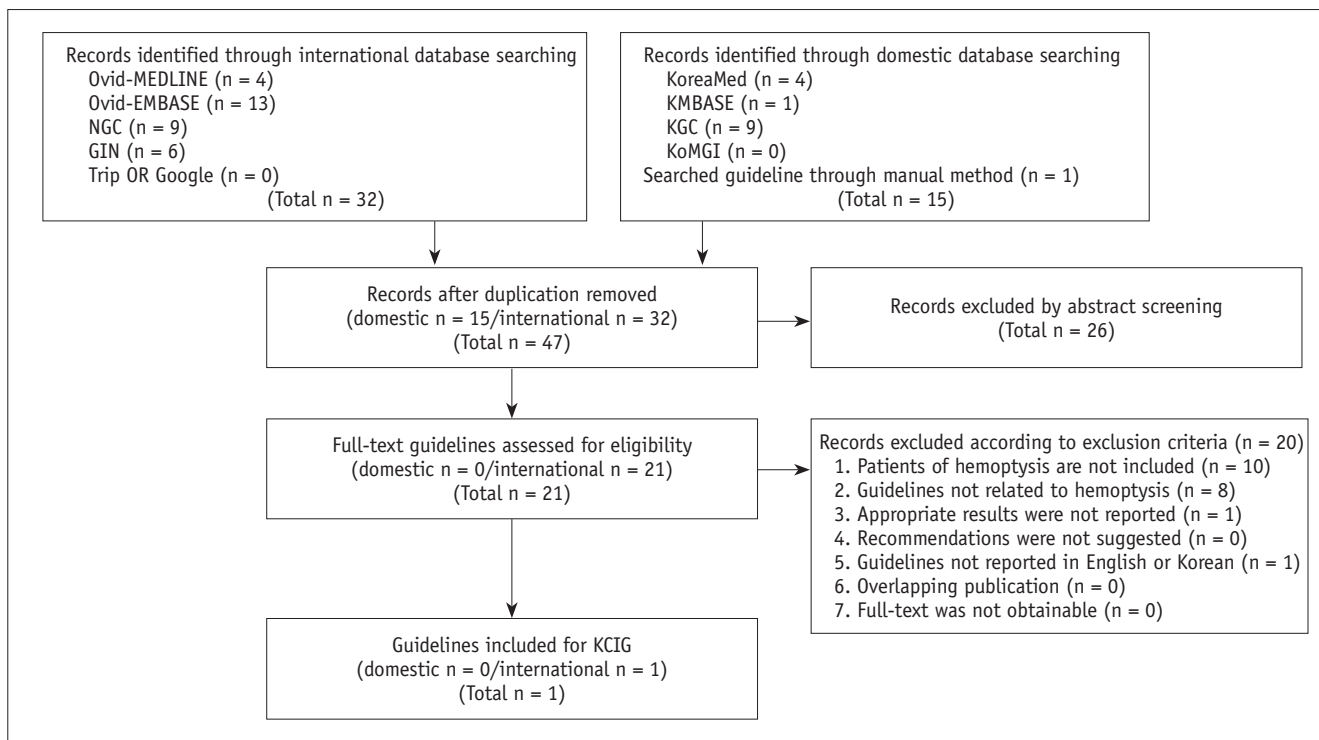 Records identified through international database searching
Ovid-MEDLINE (n = 4)
Ovid-EMBASE (n = 13)
NGC (n = 9)
GIN (n = 6)
Trip OR Google (n = 0)
(Total n = 32)
Records identified through domestic database searching
KoreaMed (n = 4)
KMBASE (n = 1)
KGC (n = 9)
KoMGI (n = 0)
Searched guideline through manual method (n = 1)
(Total n = 15)
Records after duplication removed
(domestic n = 15/international n = 32)
(Total n = 47)
Records excluded by abstract screening
(Total n = 26)
Full-text guidelines assessed for eligibility
(domestic n = 0/international n = 21)
(Total n = 21)
Records excluded according to exclusion criteria (n = 20)
1. Patients of hemoptysis are not included (n = 10)
2. Guidelines not related to hemoptysis (n = 8)
3. Appropriate results were not reported (n = 1)
4. Recommendations were not suggested (n = 0)
5. Guidelines not reported in English or Korean (n = 1)
6. Overlapping publication (n = 0)
7. Full-text was not obtainable (n = 0)
Guidelines included for KCIG
(domestic n = 0/international n = 1)
(Total n = 1)